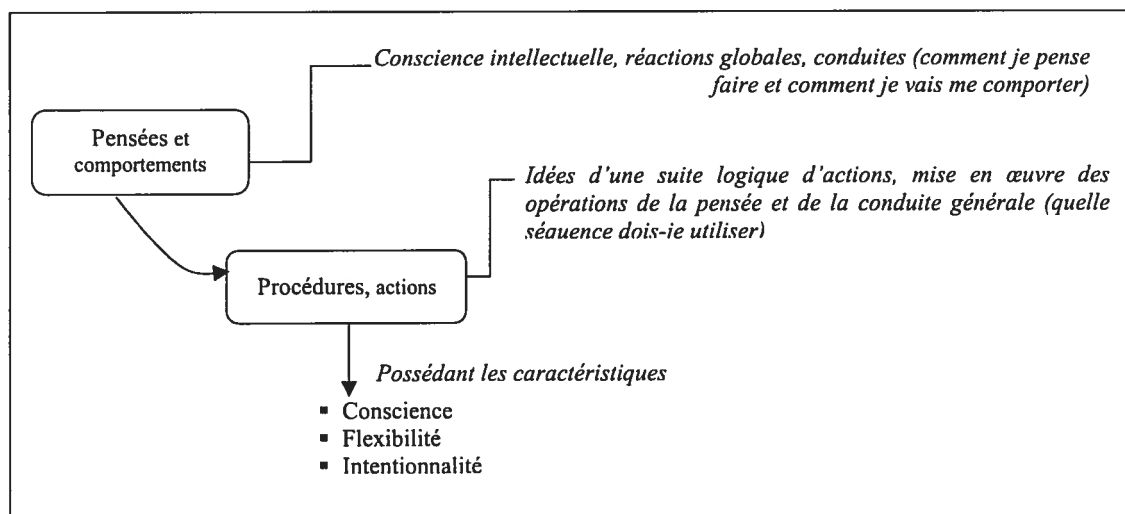 Conscience intellectuelle, réactions globales, conduites (comment je pense
faire et comment je vais me comporter)
Pensées et
comportements
Idées d'une suite logique d'actions, mise en œuvre des
opérations de la pensée et de la conduite générale (quelle
séquence dois-je utiliser)
Procédures, actions
Possédant les caractéristiques
▪ Conscience
▪ Flexibilité
▪ Intentionnalité